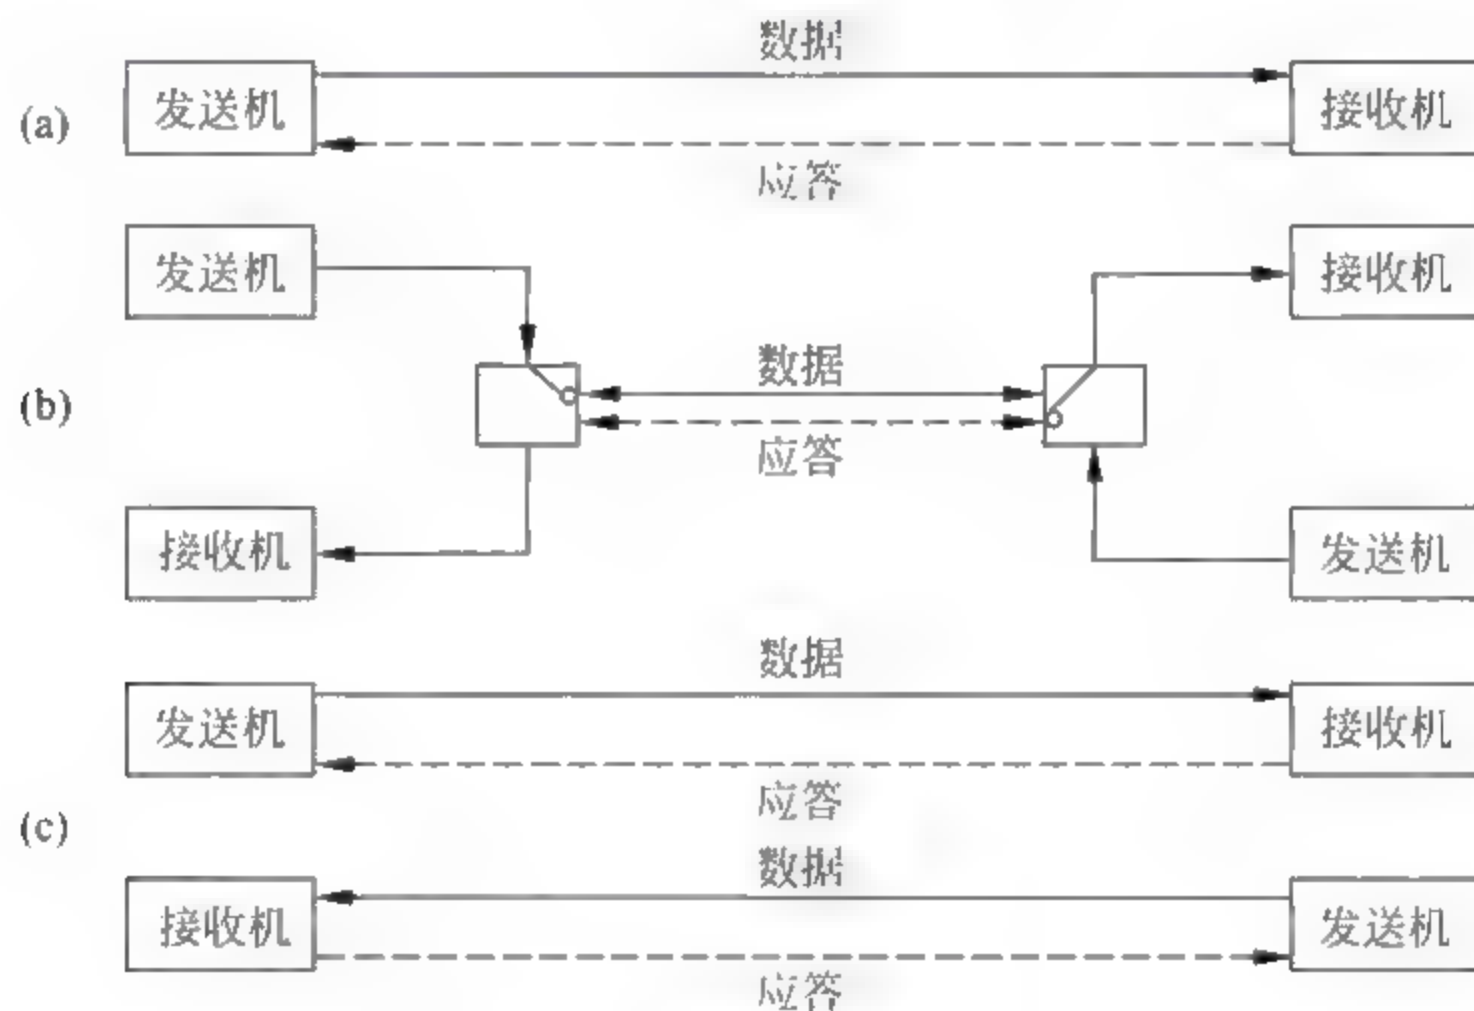 数据
(a) 发送机 接收机
应答
发送机 接收机
数据
(b)
应答
接收机 发送机
数据
发送机 接收机
应答
(c)
数据
接收机 发送机
应答